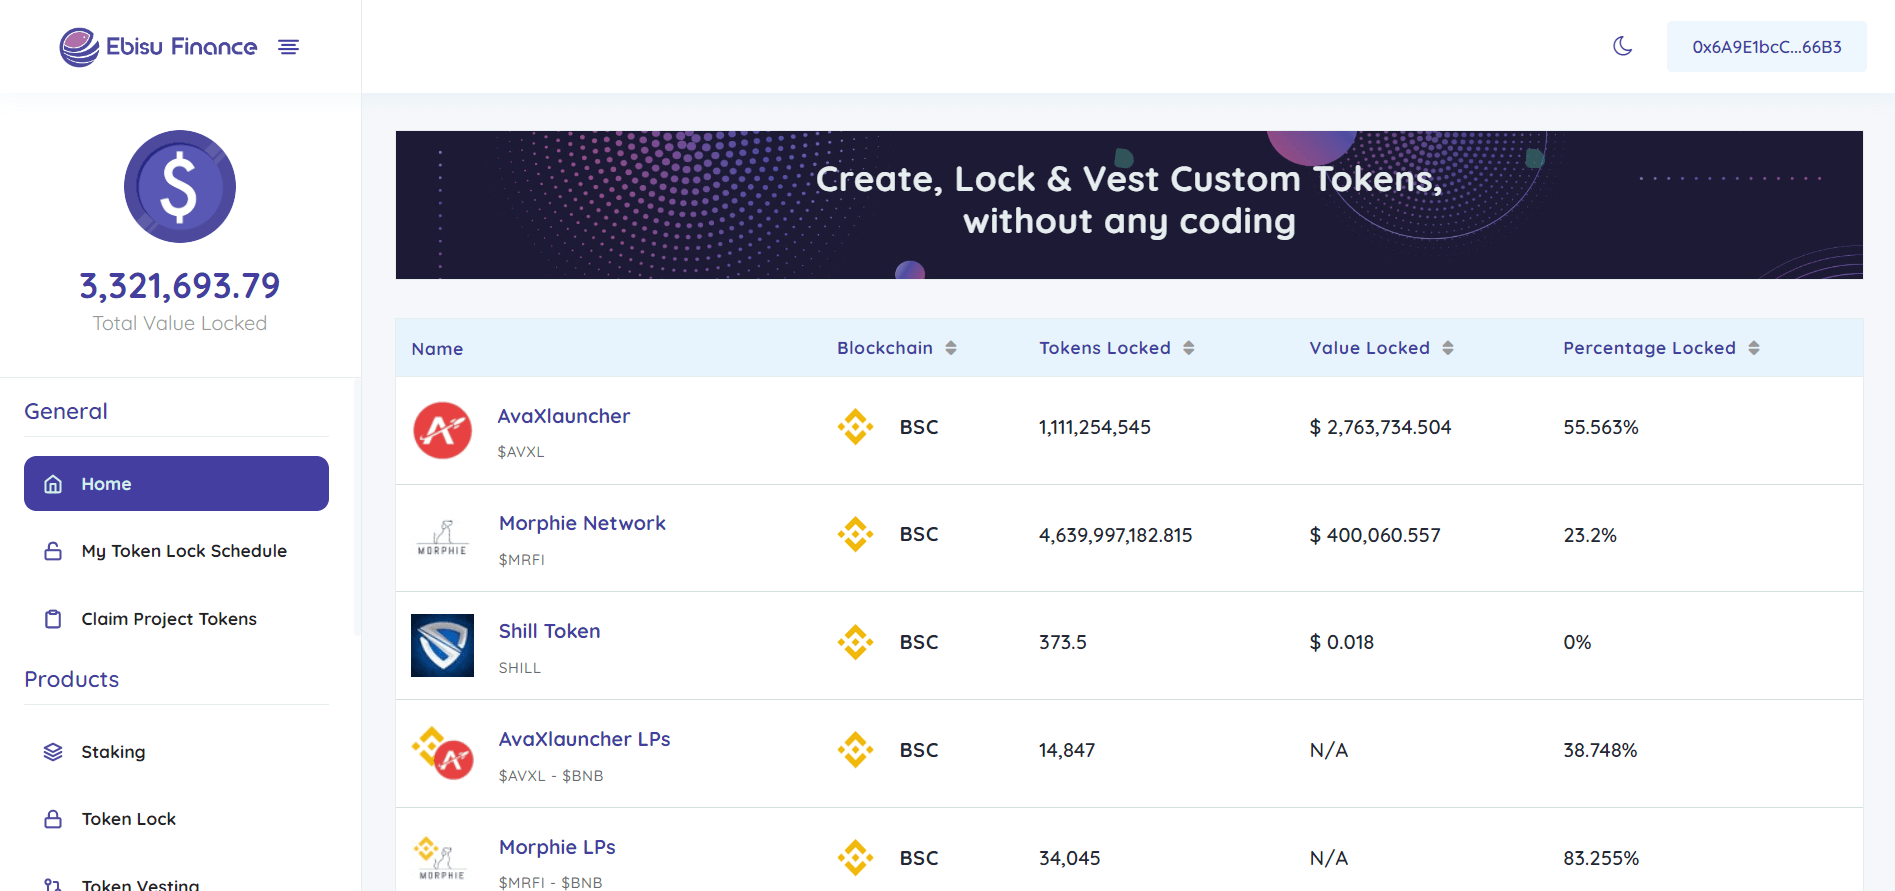 Ebisu Finance
0x6A9E1bcC...66B3
3,321,693.79
Total Value Locked
General
Home
My Token Lock Schedule
Claim Project Tokens
Products
Staking
Token Lock
Token Vesting
Create, Lock & Vest Custom Tokens,
without any coding
Name Blockchain Tokens Locked Value Locked Percentage Locked
AvaXlauncher
$AVXL
BSC 1,111,254,545 $ 2,763,734.504 55.563%
MORPHIE
Morphie Network
$MRFI
BSC 4,639,997,182.815 $ 400,060.557 23.2%
Shill Token
SHILL
BSC 373.5 $ 0.018 0%
AvaXlauncher LPs
$AVXL - $BNB
BSC 14,847 N/A 38.748%
MORPHIE
Morphie LPs
$MRFI - $BNB
BSC 34,045 N/A 83.255%